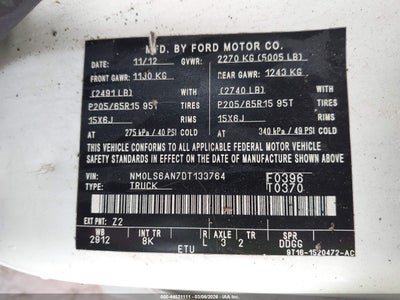 MFD. BY FORD MOTOR CO.
DATE: 11/12 GVWR: 2270 KG (5005 LB)
FRONT GAWR: 1130 KG REAR GAWR: 1243 KG
(2491 LB) WITH (2740 LB) WITH
P205/65R15 95T TIRES P205/65R15 95T TIRES
15X6J RIMS 15X6J RIMS
AT 275 kPa / 40 PSI COLD AT 340 kPa / 49 PSI COLD
THIS VEHICLE CONFORMS TO ALL APPLICABLE FEDERAL MOTOR VEHICLE
SAFETY STANDARDS IN EFFECT ON THE DATE OF MANUFACTURE SHOWN ABOVE.
VIN: NM0LS6AN7DT133764 F0396
TYPE: TRUCK T0370
EXT PNT: Z2
WB INT TR R L 3 2 SPR
2912 8K DDGG
ETU 9T16-1520472-AC